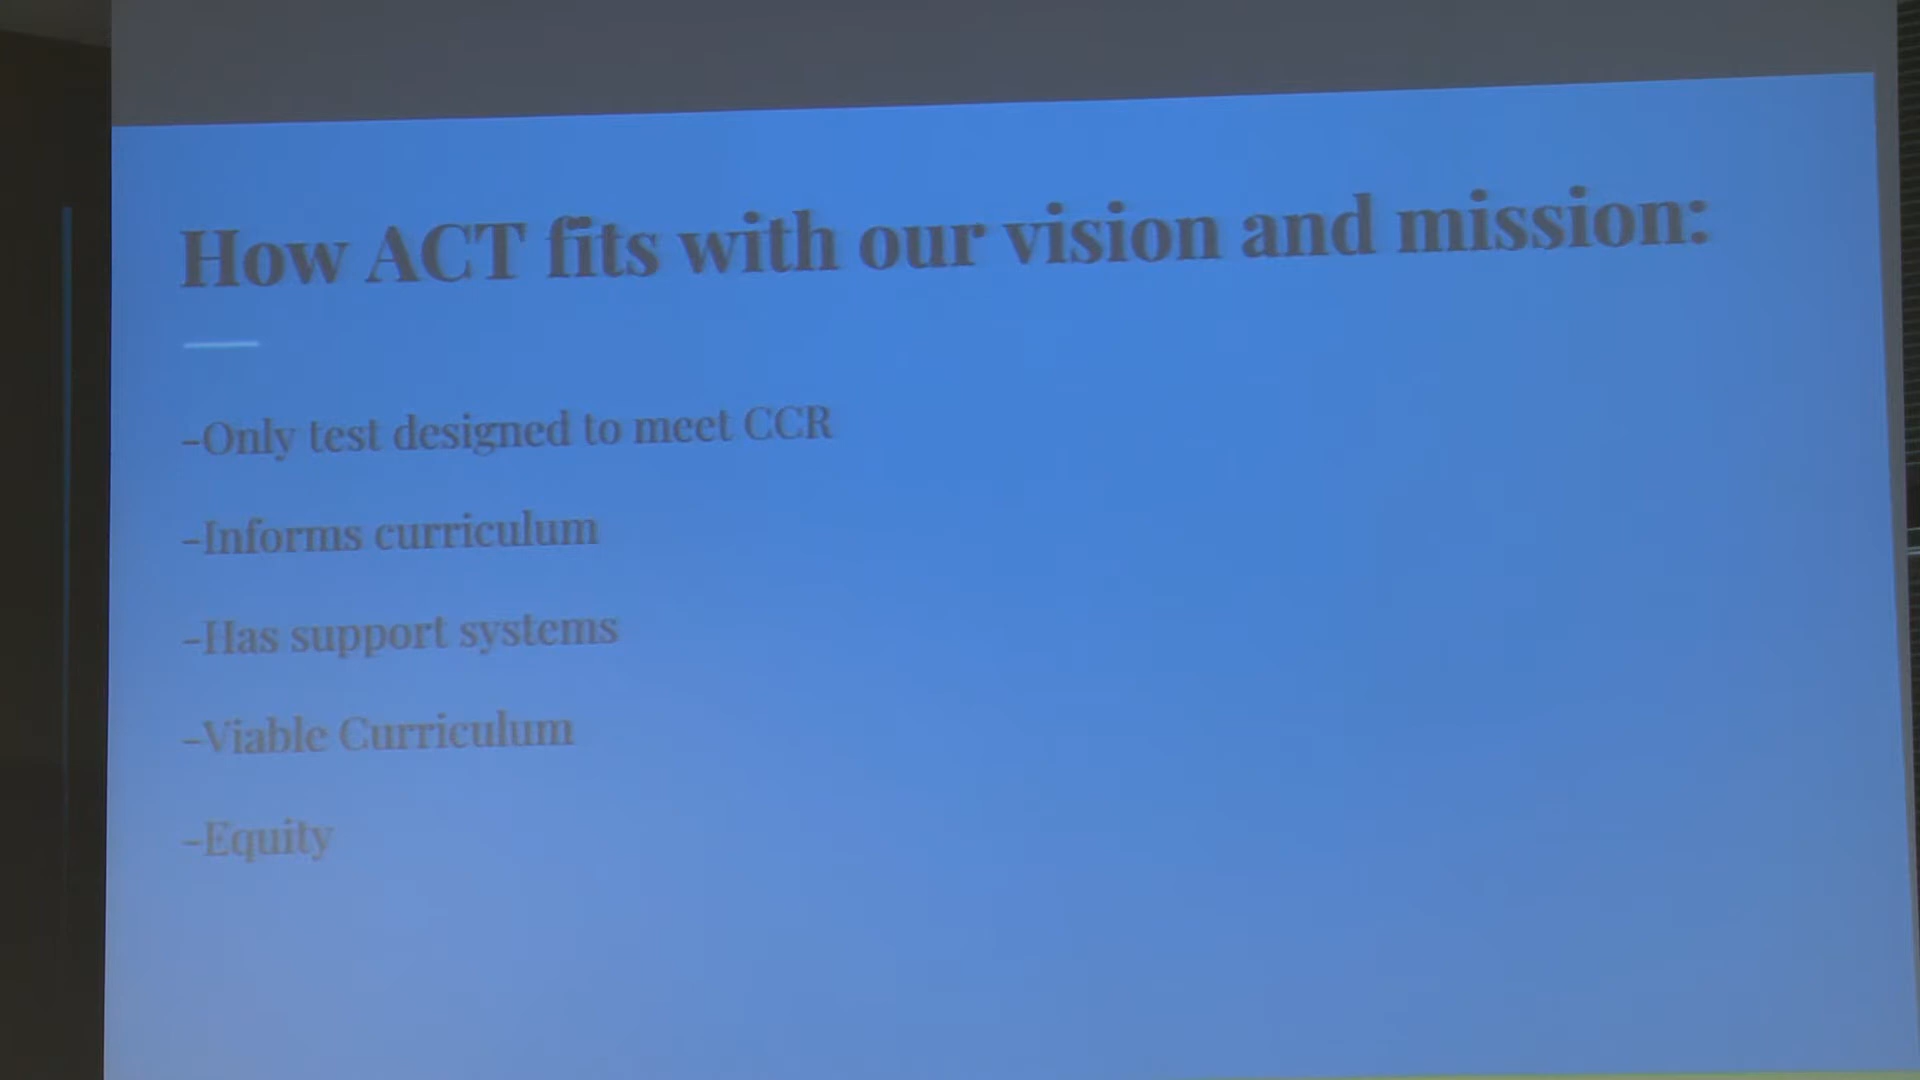 How ACT fits with our vision and mission:
-Only test designed to meet CCR
-Informs curriculum
-Has support systems
-Viable Curriculum
-Equity